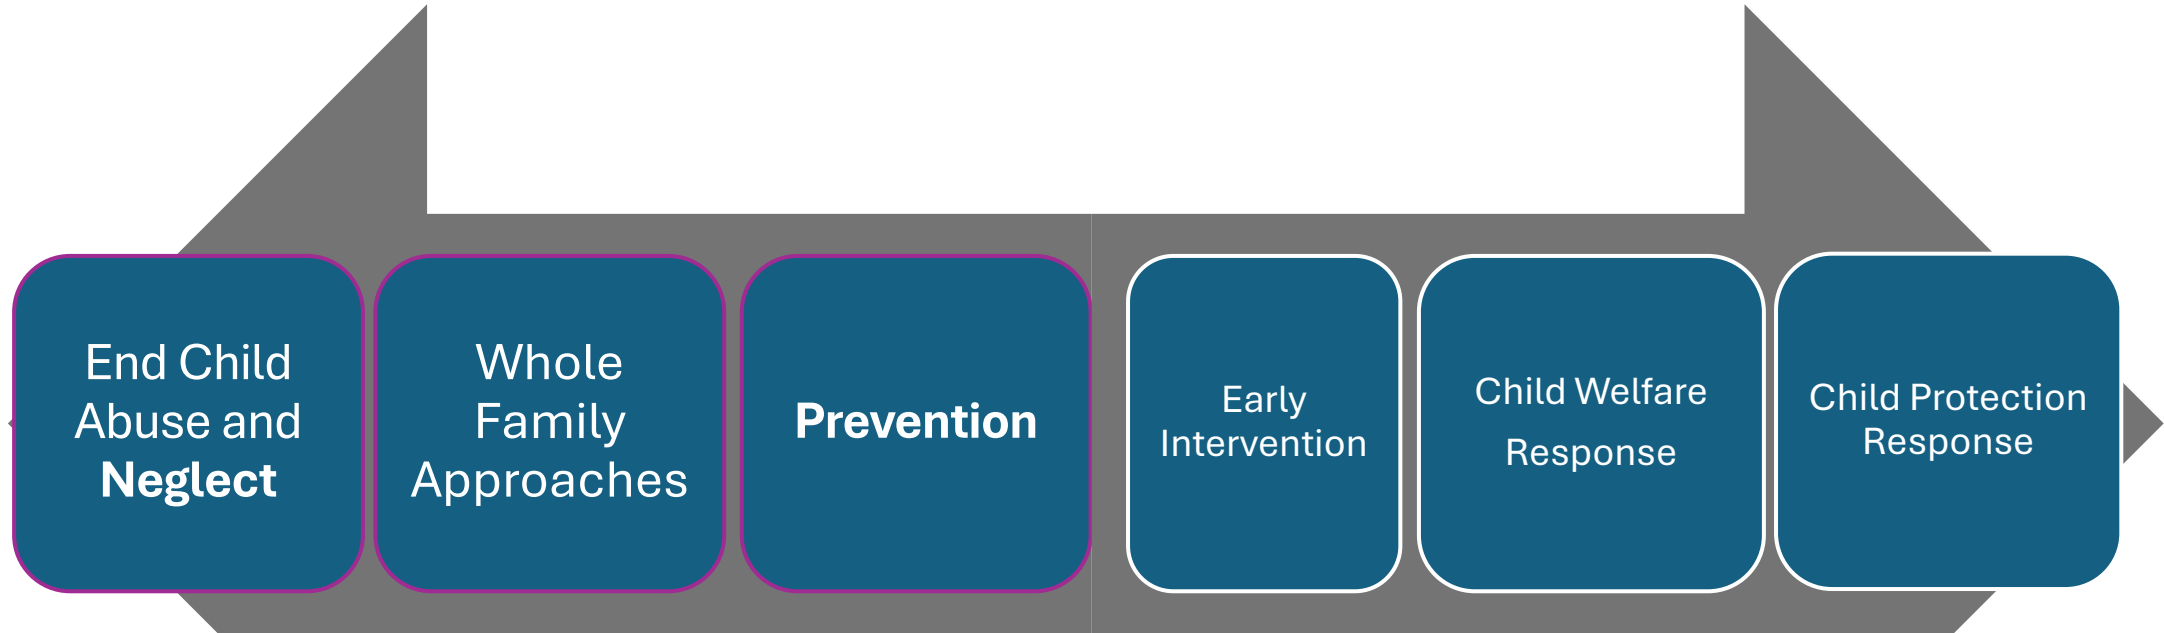 End Child
Abuse and
Neglect
Whole
Family
Approaches
Prevention
Early
Intervention
Child Welfare
Response
Child Protection
Response